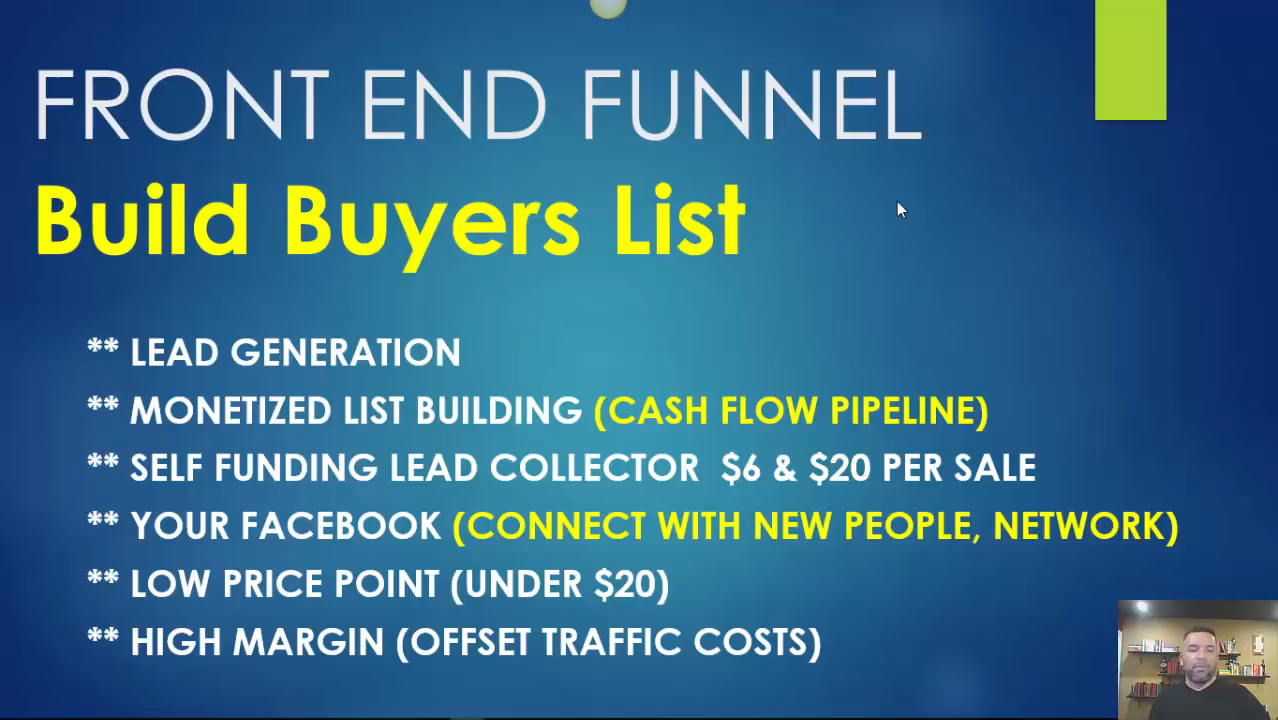 FRONT END FUNNEL
Build Buyers List
** LEAD GENERATION
** MONETIZED LIST BUILDING (CASH FLOW PIPELINE)
** SELF FUNDING LEAD COLLECTOR $6 & $20 PER SALE
** YOUR FACEBOOK (CONNECT WITH NEW PEOPLE, NETWORK)
** LOW PRICE POINT (UNDER $20)
** HIGH MARGIN (OFFSET TRAFFIC COSTS)